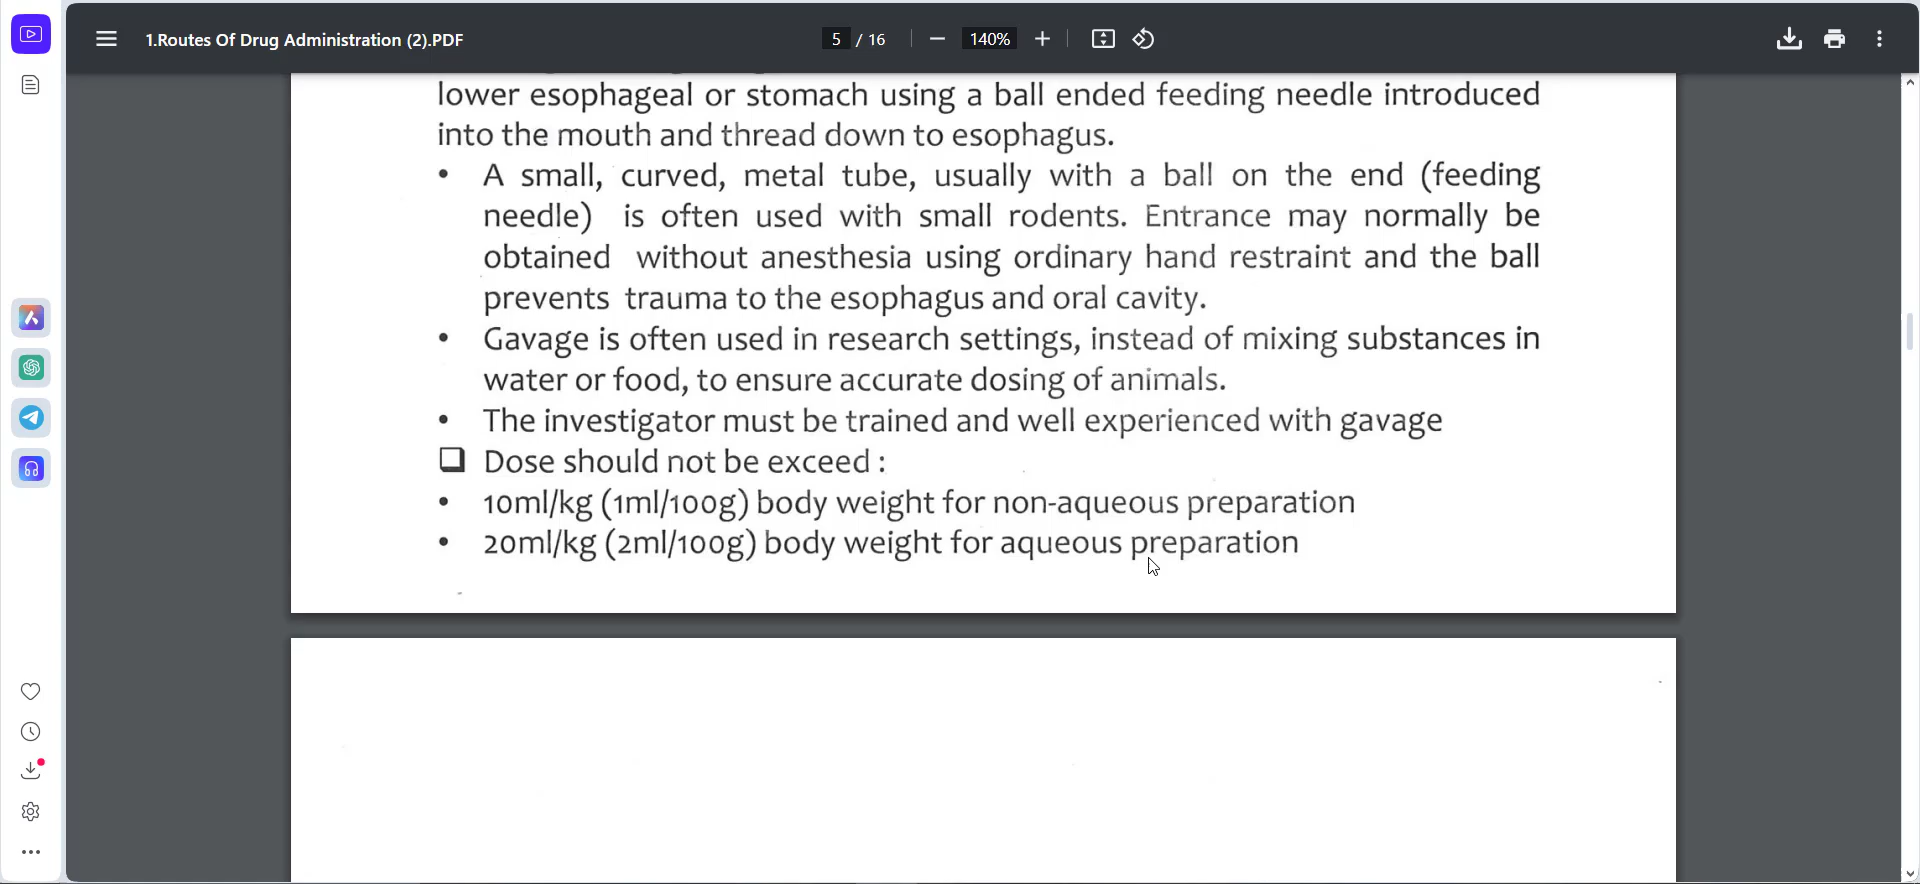 1.Routes Of Drug Administration (2).PDF
5 / 16
140%
lower esophageal or stomach using a ball ended feeding needle introduced
into the mouth and thread down to esophagus.
• A small, curved, metal tube, usually with a ball on the end (feeding
needle) is often used with small rodents. Entrance may normally be
obtained without anesthesia using ordinary hand restraint and the ball
prevents trauma to the esophagus and oral cavity.
• Gavage is often used in research settings, instead of mixing substances in
water or food, to ensure accurate dosing of animals.
• The investigator must be trained and well experienced with gavage
❑ Dose should not be exceed :
• 10ml/kg (1ml/100g) body weight for non-aqueous preparation
• 20ml/kg (2ml/100g) body weight for aqueous preparation